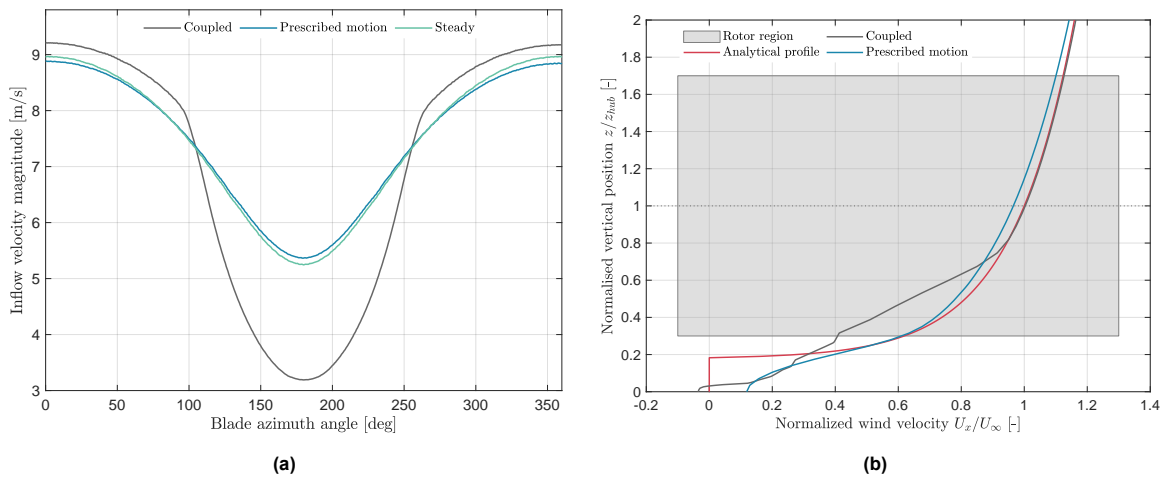 Coupled Prescribed motion Steady
9
8
7
6
5
4
3
0 50 100 150 200 250 300 350
Inflow velocity magnitude [m/s]
Blade azimuth angle [deg]
(a)
Rotor region Coupled
Analytical profile Prescribed motion
2
1.8
1.6
1.4
1.2
1
0.8
0.6
0.4
0.2
0
-0.2 0 0.2 0.4 0.6 0.8 1 1.2 1.4
Normalised vertical position z/z_hub [-]
Normalized wind velocity U_x/U_∞ [-]
(b)